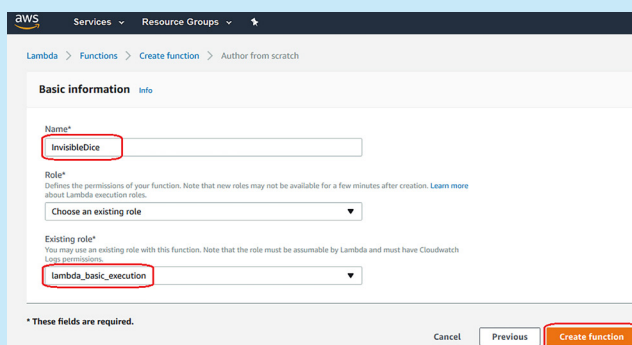 aws
Services
Resource Groups
Lambda > Functions > Create function > Author from scratch
Basic information Info
Name*
InvisibleDice
Role*
Defines the permissions of your function. Note that new roles may not be available for a few minutes after creation. Learn more
about Lambda execution roles.
Choose an existing role
Existing role*
You may use an existing role with this function. Note that the role must be assumable by Lambda and must have Cloudwatch
Logs permissions.
lambda_basic_execution
* These fields are required.
Cancel Previous Create function